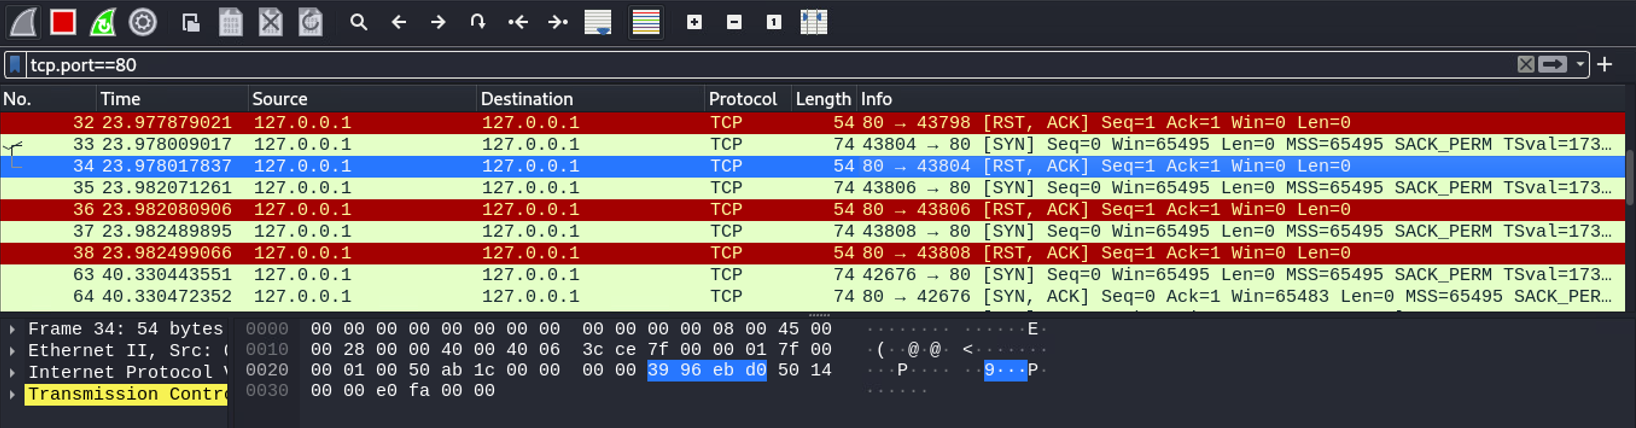 1
tcp.port==80
No. Time Source Destination Protocol Length Info
32 23.977879021 127.0.0.1 127.0.0.1 TCP 54 80 → 43798 [RST, ACK] Seq=1 Ack=1 Win=0 Len=0
33 23.978009017 127.0.0.1 127.0.0.1 TCP 74 43804 → 80 [SYN] Seq=0 Win=65495 Len=0 MSS=65495 SACK_PERM TSval=173…
34 23.978017837 127.0.0.1 127.0.0.1 TCP 54 80 → 43804 [RST, ACK] Seq=1 Ack=1 Win=0 Len=0
35 23.982071261 127.0.0.1 127.0.0.1 TCP 74 43806 → 80 [SYN] Seq=0 Win=65495 Len=0 MSS=65495 SACK_PERM TSval=173…
36 23.982080906 127.0.0.1 127.0.0.1 TCP 54 80 → 43806 [RST, ACK] Seq=1 Ack=1 Win=0 Len=0
37 23.982489895 127.0.0.1 127.0.0.1 TCP 74 43808 → 80 [SYN] Seq=0 Win=65495 Len=0 MSS=65495 SACK_PERM TSval=173…
38 23.982499066 127.0.0.1 127.0.0.1 TCP 54 80 → 43808 [RST, ACK] Seq=1 Ack=1 Win=0 Len=0
63 40.330443551 127.0.0.1 127.0.0.1 TCP 74 42676 → 80 [SYN] Seq=0 Win=65495 Len=0 MSS=65495 SACK_PERM TSval=173…
64 40.330472352 127.0.0.1 127.0.0.1 TCP 74 80 → 42676 [SYN, ACK] Seq=0 Ack=1 Win=65483 Len=0 MSS=65495 SACK_PER…
Frame 34: 54 bytes
Ethernet II, Src:
Internet Protocol
Transmission Contr
0000 00 00 00 00 00 00 00 00 00 00 00 00 08 00 45 00 ········ ······E·
0010 00 28 00 00 40 00 40 06 3c ce 7f 00 00 01 7f 00 ·(··@·@· <·······
0020 00 01 00 50 ab 1c 00 00 00 00 39 96 eb d0 50 14 ···P···· ··9···P·
0030 00 00 e0 fa 00 00 ······